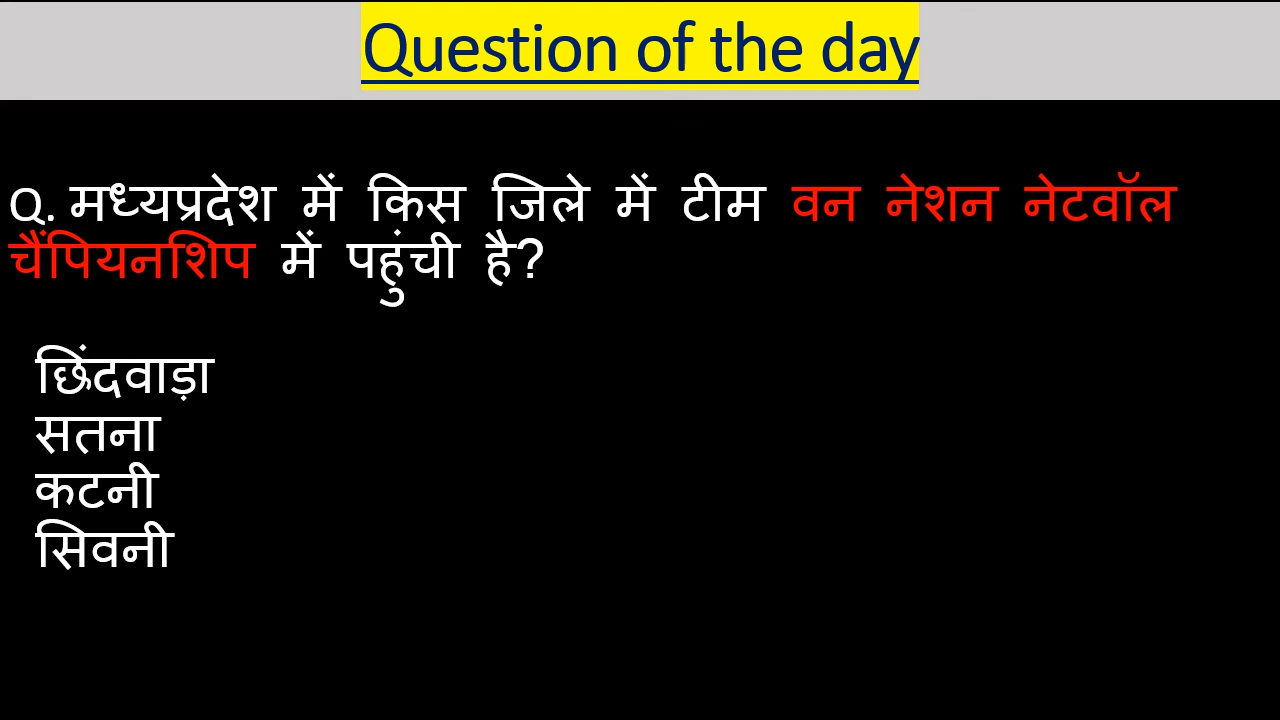 Question of the day
Q. मध्यप्रदेश में किस जिले में टीम वन नेशन नेटवॉल
चैंपियनशिप में पहुंची है?
छिंदवाड़ा
सतना
कटनी
सिवनी